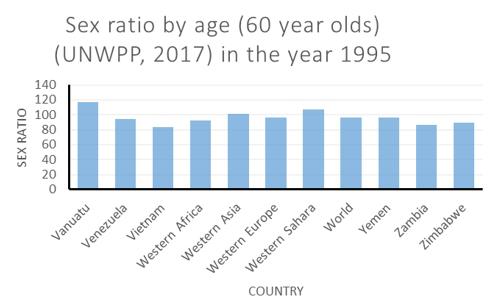 Sex ratio by age (60 year olds)
(UNWPP, 2017) in the year 1995
140
120
100
80
60
40
20
0
SEX RATIO
Vanuatu
Venezuela
Vietnam
Western Africa
Western Asia
Western Europe
Western Sahara
World
Yemen
Zambia
Zimbabwe
COUNTRY